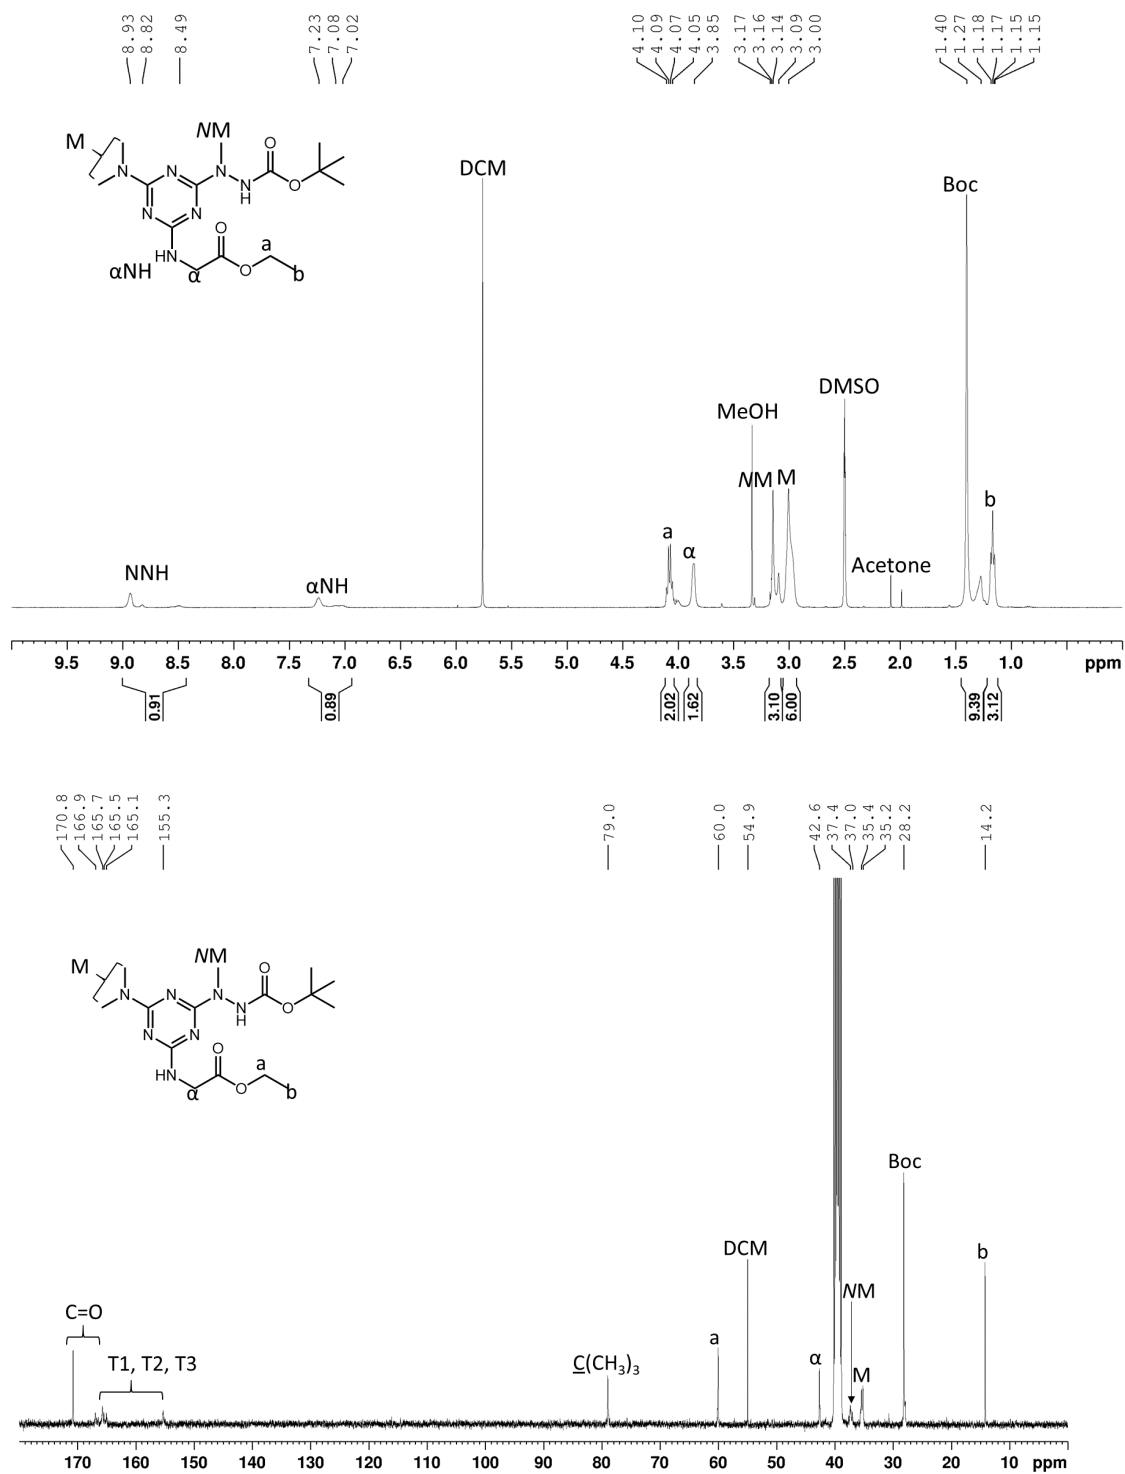 8.93 8.82 8.49 7.23 7.08 7.02 4.10 4.09 4.07 4.05 3.85 3.17 3.16 3.14 3.09 3.00 1.40 1.27 1.18 1.17 1.15 1.15
M NM
N N N O
N H O
N N
HN O
αNH α O a b
DCM
Boc
DMSO
MeOH
NM M
b
a
α
Acetone
NNH
αNH
9.5 9.0 8.5 8.0 7.5 7.0 6.5 6.0 5.5 5.0 4.5 4.0 3.5 3.0 2.5 2.0 1.5 1.0 ppm
0.91 0.89 2.02 1.62 3.10 6.00 9.39 3.12
170.8 166.9 165.7 165.5 165.1 155.3 79.0 60.0 54.9 42.6 37.4 37.0 35.4 35.2 28.2 14.2
M NM
N N N O
N H O
N N
HN O
α O a b
Boc
DCM
b
NM
C=O
a
T1, T2, T3
C(CH₃)₃
α
M
170 160 150 140 130 120 110 100 90 80 70 60 50 40 30 20 10 ppm